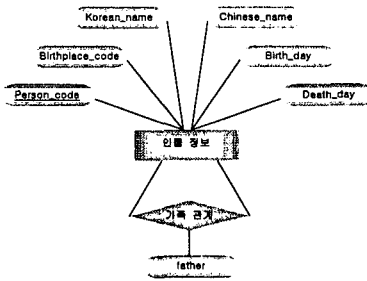 Korean_name
Chinese_name
Birthplace_code
Birth_day
Person_code
Death_day
인물 정보
가족 관계
father